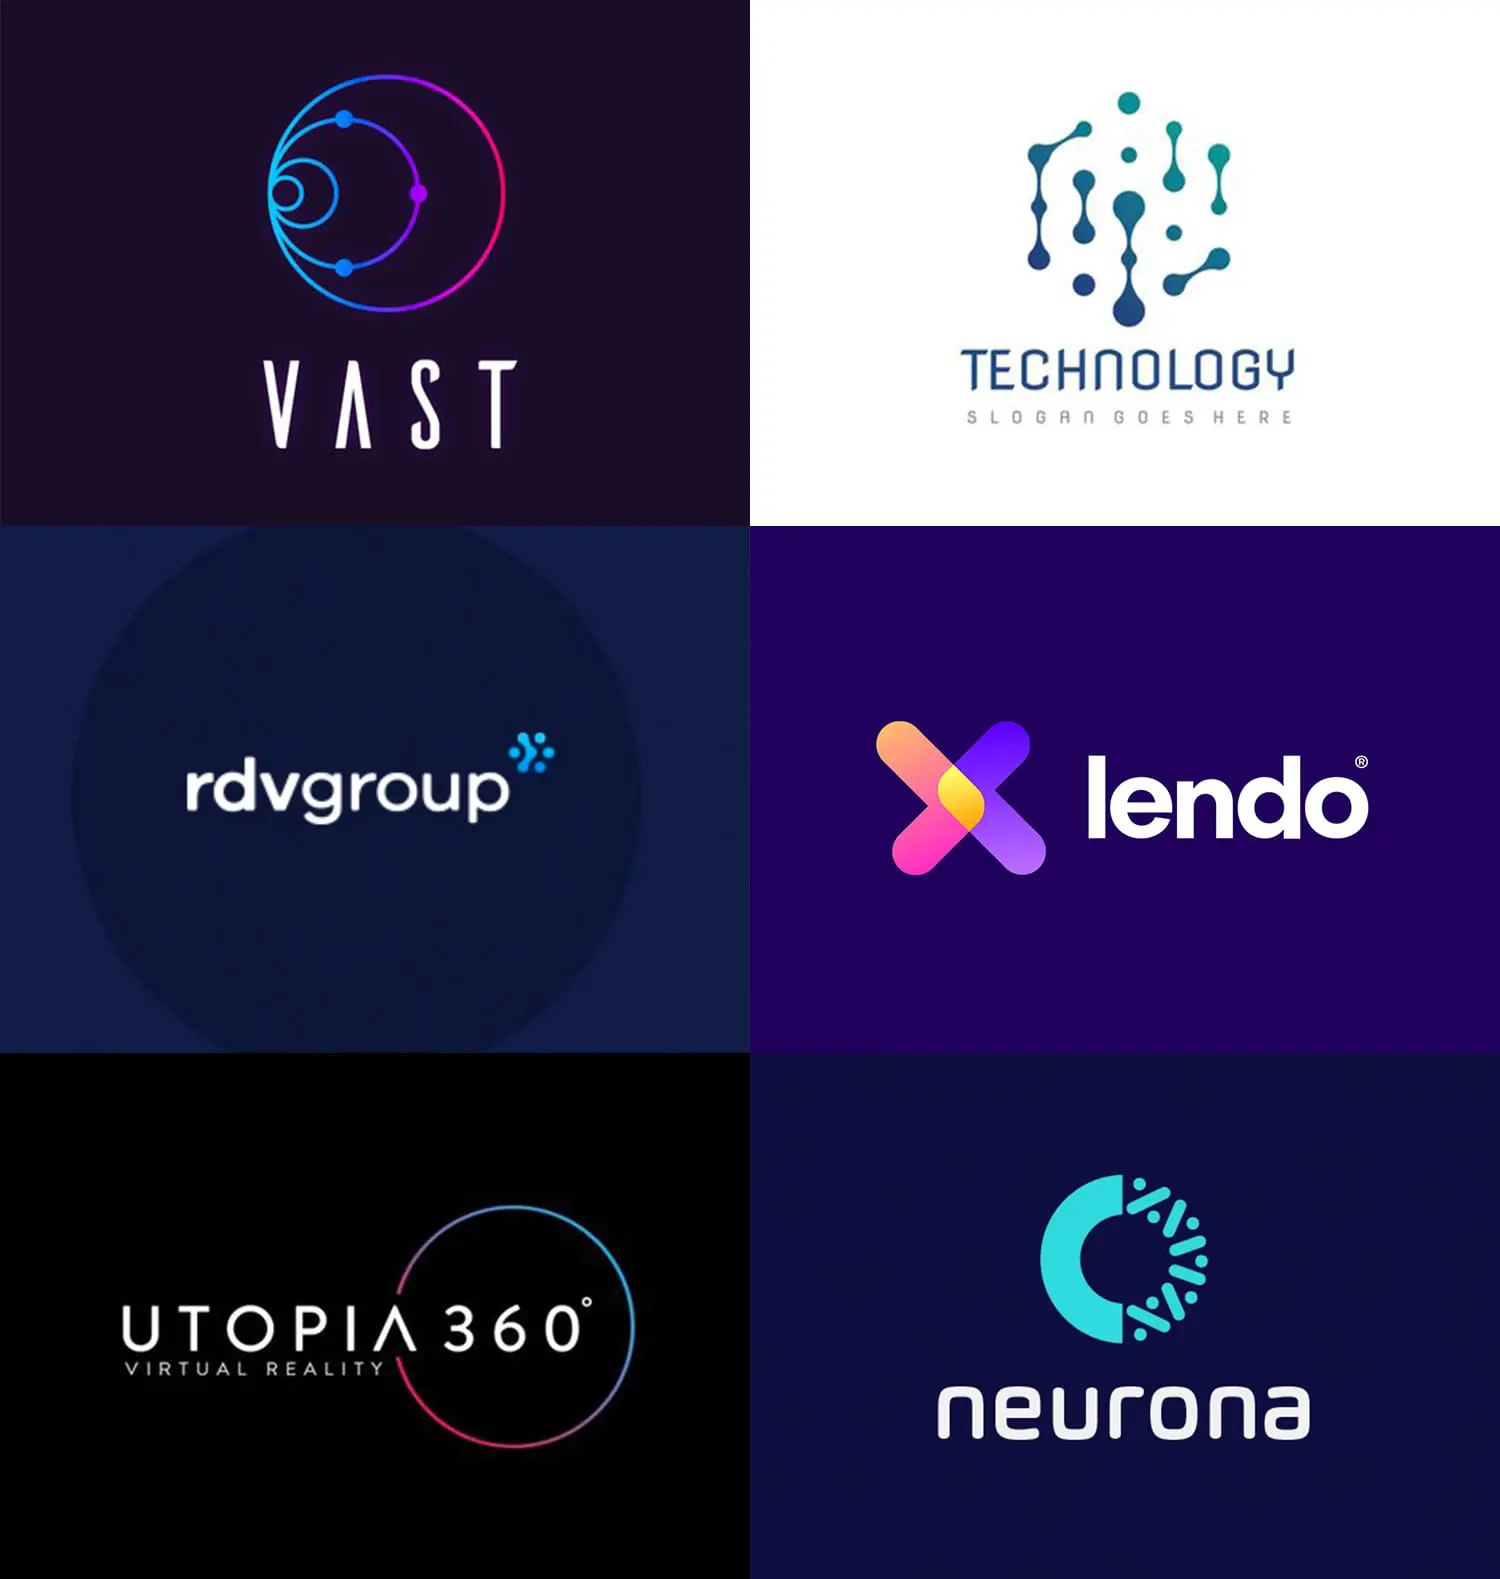 VAST
TECHNOLOGY
SLOGAN GOES HERE
rdvgroup
lendo®
UTOPIA 360°
VIRTUAL REALITY
neurona